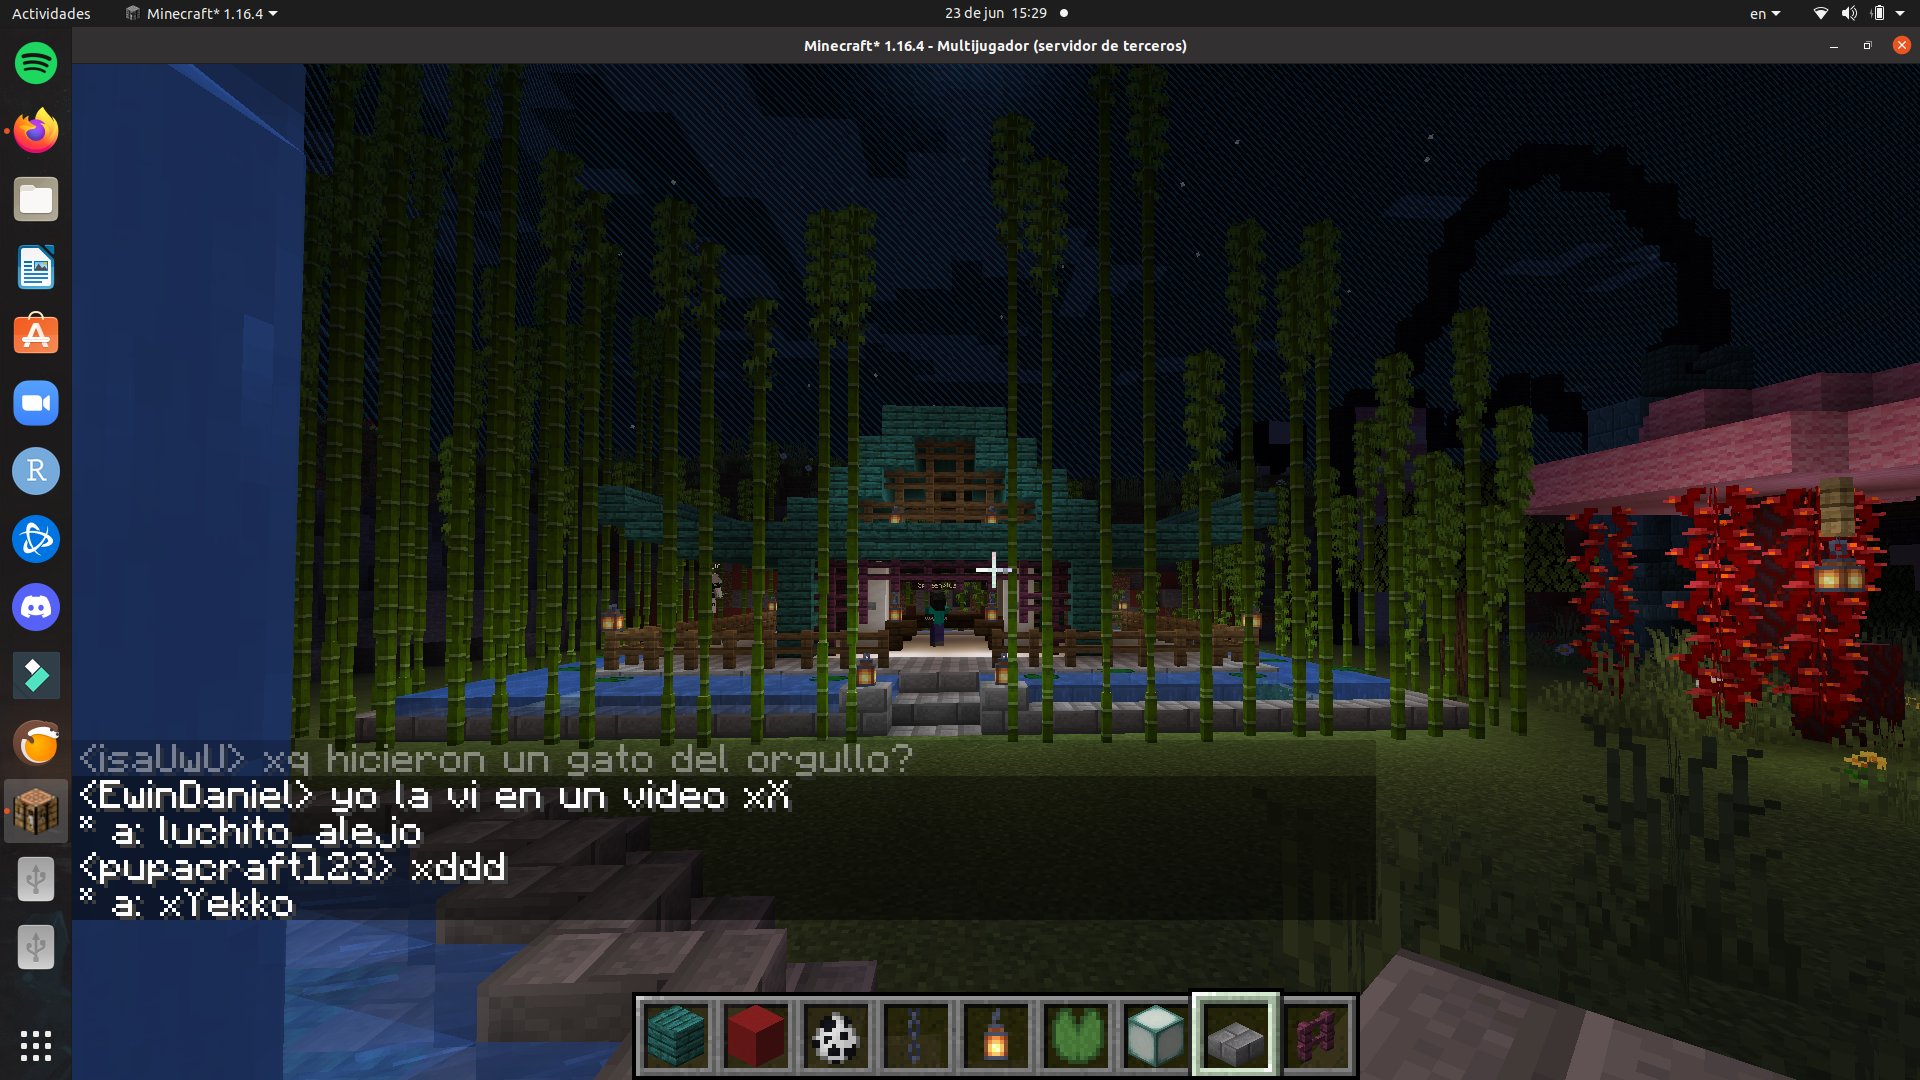 Actividades
Minecraft* 1.16.4
23 de jun 15:29
en
Minecraft* 1.16.4 - Multijugador (servidor de terceros)
R
<isaUwU> xq hicieron un gato del orgullo?
<EwinDaniel> yo la vi en un video xX
* a: luchito_alejo
<pupacraft123> xddd
* a: xYekko